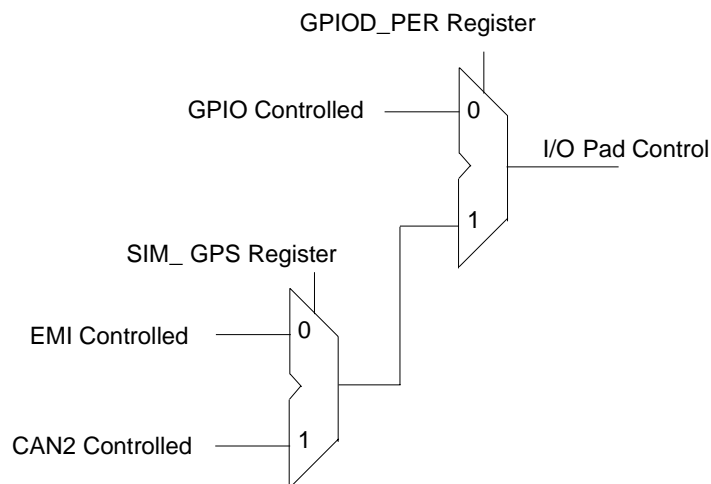 GPIOD_PER Register
GPIO Controlled
0
I/O Pad Control
1
SIM_ GPS Register
EMI Controlled
0
CAN2 Controlled
1